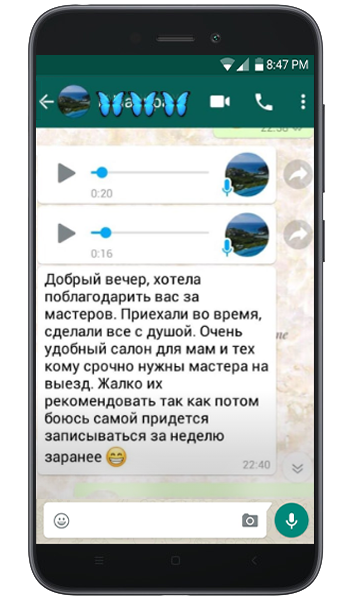 8:47 PM
22:38
0:20
0:16
Добрый вечер, хотела
поблагодарить вас за
мастеров. Приехали во время,
сделали все с душой. Очень
удобный салон для мам и тех
кому срочно нужны мастера на
выезд. Жалко их
рекомендовать так как потом
боюсь самой придется
записываться за неделю
заранее 😁
22:40